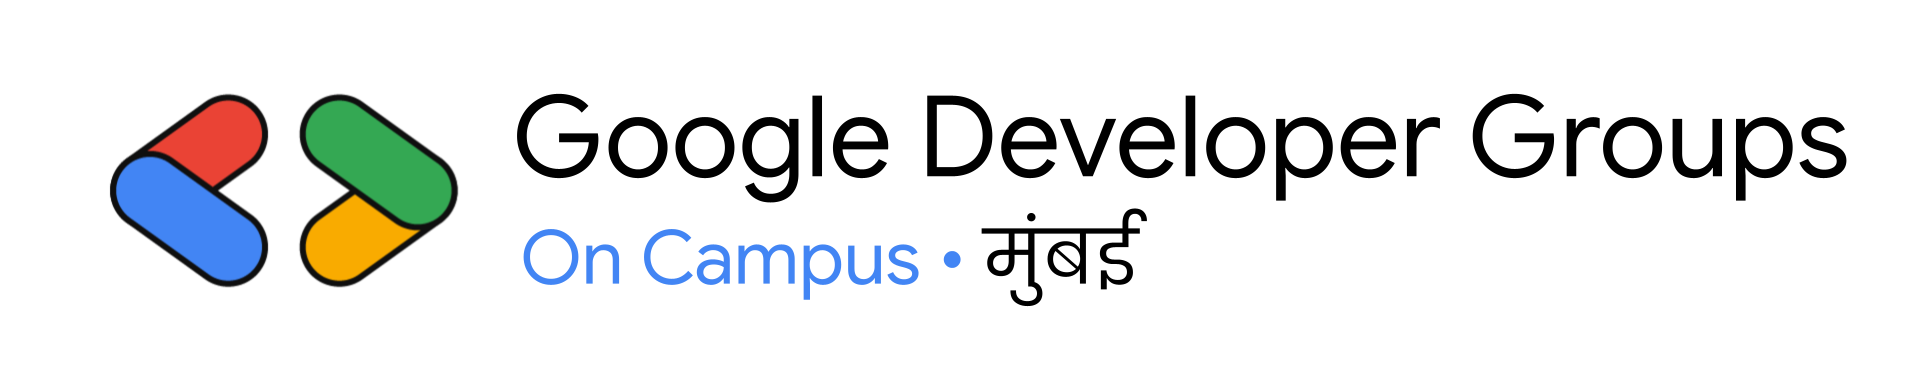 Google Developer Groups
On Campus • मुंबई